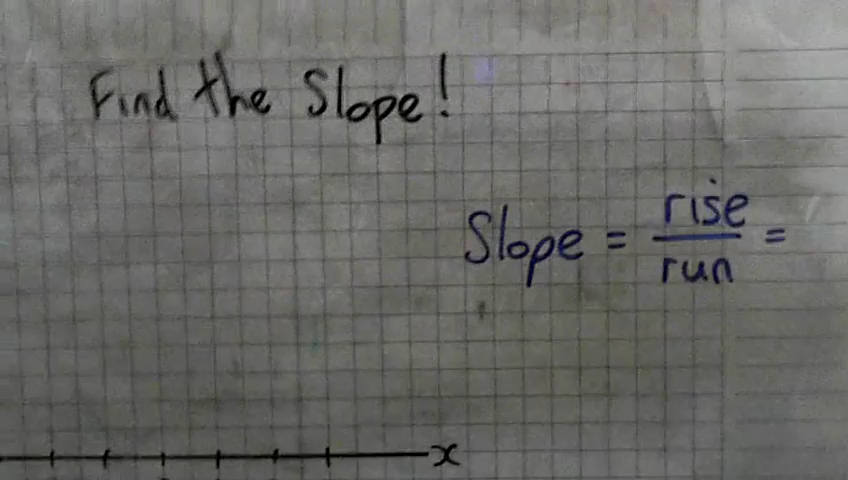 Find the Slope!
Slope = rise/run =
x